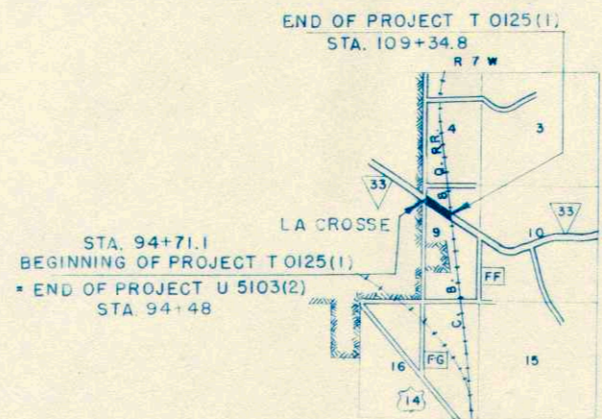 END OF PROJECT T 0125(1)
STA. 109+34.8
R 7 W
4
3
C. B. & Q. RR.
33
LA CROSSE
9
10
33
STA. 94+71.1
BEGINNING OF PROJECT T 0125(1)
= END OF PROJECT U 5103(2)
STA. 94+48
FF
FG
16
15
14